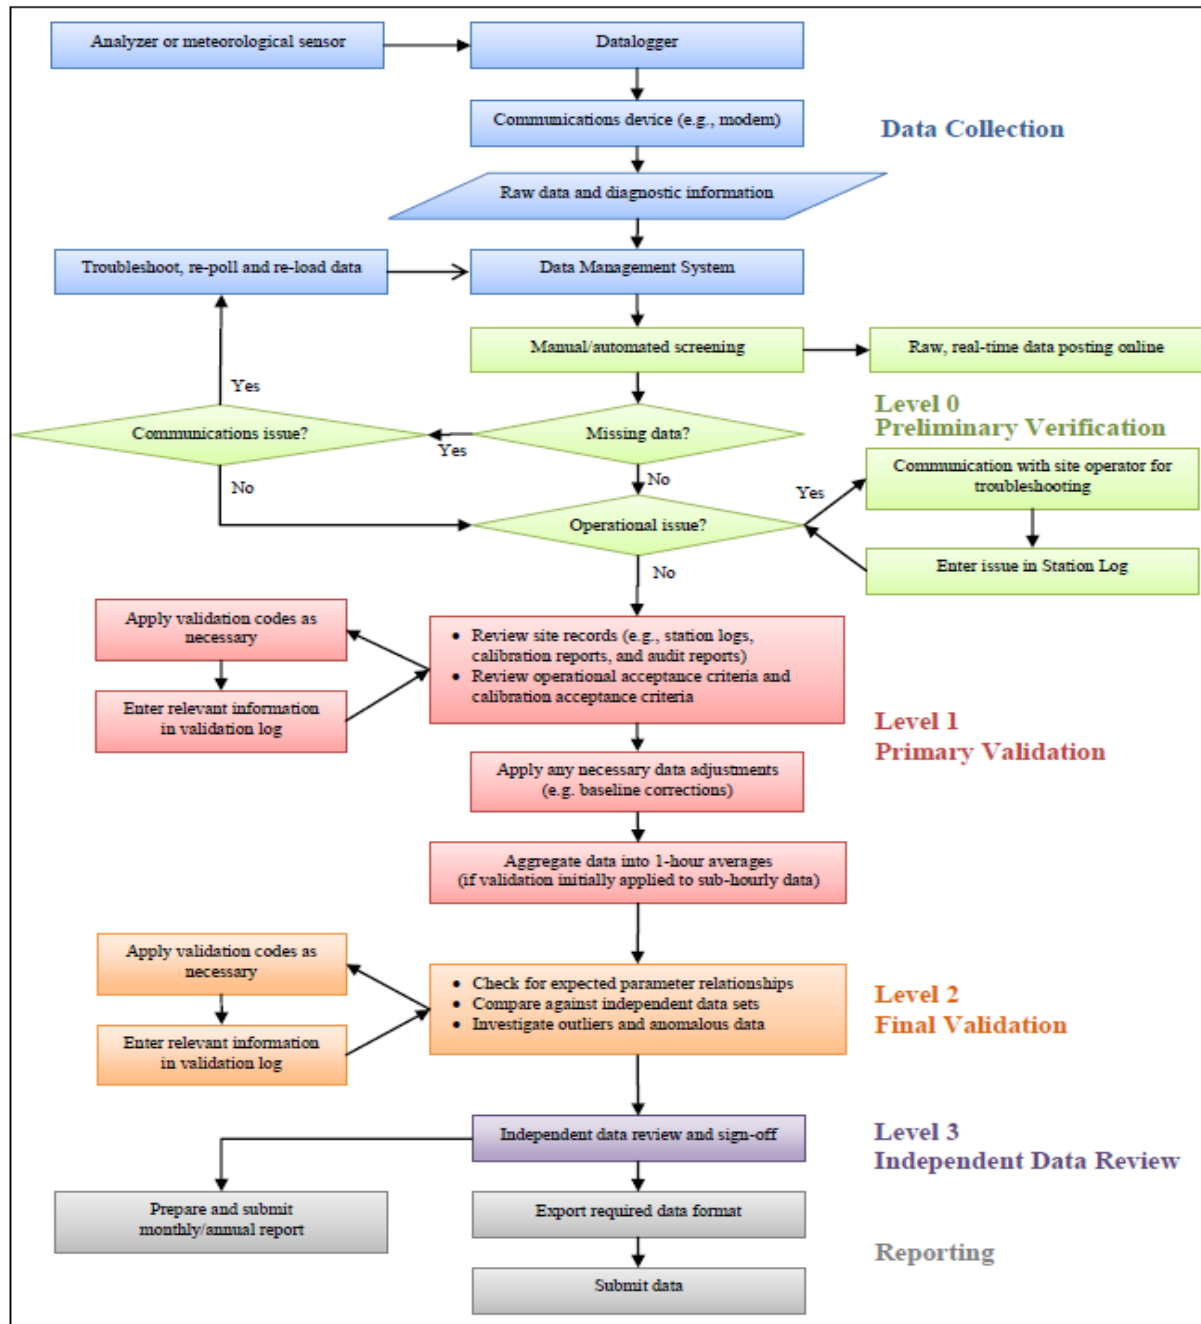 Analyzer or meteorological sensor
Datalogger
Communications device (e.g., modem)
Data Collection
Raw data and diagnostic information
Troubleshoot, re-poll and re-load data
Data Management System
Manual/automated screening
Raw, real-time data posting online
Yes
Level 0
Preliminary Verification
Communications issue?
Yes
Missing data?
No
No
Communication with site operator for
troubleshooting
Yes
Operational issue?
Enter issue in Station Log
No
Apply validation codes as
necessary
Enter relevant information
in validation log
• Review site records (e.g., station logs,
calibration reports, and audit reports)
• Review operational acceptance criteria and
calibration acceptance criteria
Level 1
Primary Validation
Apply any necessary data adjustments
(e.g. baseline corrections)
Aggregate data into 1-hour averages
(if validation initially applied to sub-hourly data)
Apply validation codes as
necessary
Enter relevant information
in validation log
• Check for expected parameter relationships
• Compare against independent data sets
• Investigate outliers and anomalous data
Level 2
Final Validation
Independent data review and sign-off
Level 3
Independent Data Review
Prepare and submit
monthly/annual report
Export required data format
Reporting
Submit data